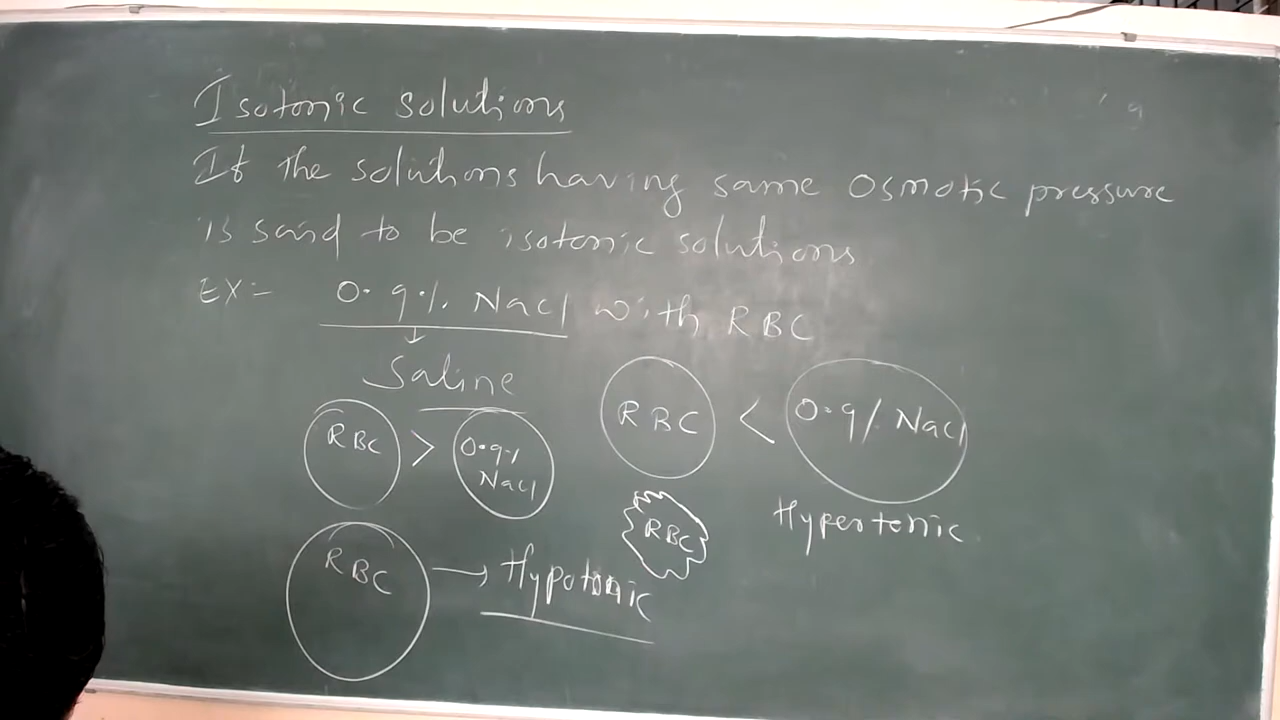 Isotonic solutions
If the solutions having same osmotic pressure
is said to be isotonic solutions
EX:- 0.9% NaCl with RBC
Saline
RBC > 0.9% NaCl
RBC < 0.9% NaCl
RBC
Hypertonic
RBC → Hypotonic